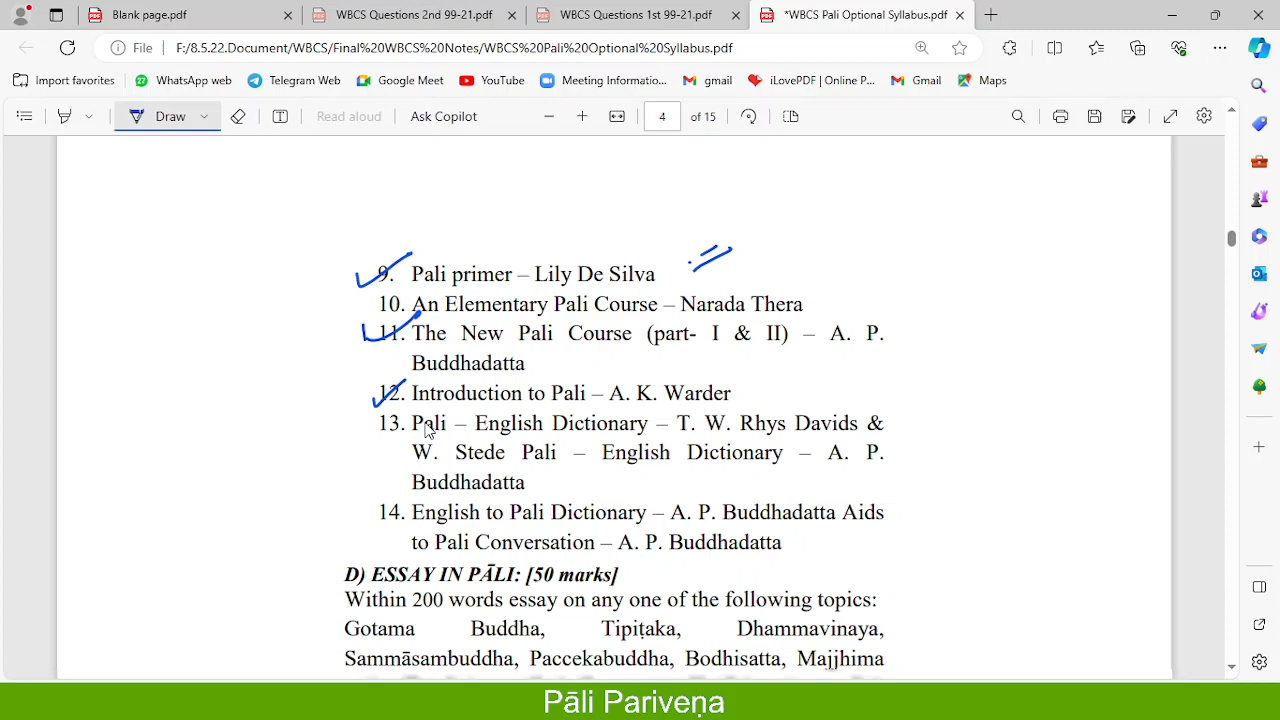 Blank page.pdf
WBCS Questions 2nd 99-21.pdf
WBCS Questions 1st 99-21.pdf
*WBCS Pali Optional Syllabus.pdf
File
F:/8.5.22.Document/WBCS/Final%20WBCS%20Notes/WBCS%20Pali%20Optional%20Syllabus.pdf
Import favorites
27
WhatsApp web
Telegram Web
Google Meet
YouTube
Meeting Informatio...
gmail
iLovePDF | Online P...
Gmail
Maps
Draw
Read aloud
Ask Copilot
4 of 15
9. Pali primer – Lily De Silva
10. An Elementary Pali Course – Narada Thera
11. The New Pali Course (part- I & II) – A. P.
Buddhadatta
12. Introduction to Pali – A. K. Warder
13. Pali – English Dictionary – T. W. Rhys Davids &
W. Stede Pali – English Dictionary – A. P.
Buddhadatta
14. English to Pali Dictionary – A. P. Buddhadatta Aids
to Pali Conversation – A. P. Buddhadatta
D) ESSAY IN PĀLI: [50 marks]
Within 200 words essay on any one of the following topics:
Gotama Buddha, Tipiṭaka, Dhammavinaya,
Sammāsambuddha, Paccekabuddha, Bodhisatta, Majjhima
Pāli Pariveṇa